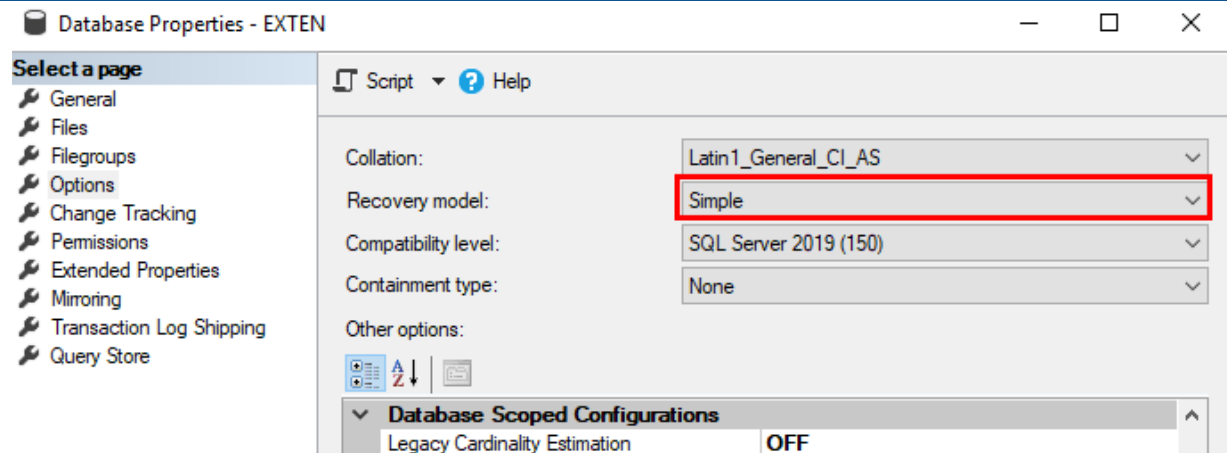 Database Properties - EXTEN
Select a page
General
Files
Filegroups
Options
Change Tracking
Permissions
Extended Properties
Mirroring
Transaction Log Shipping
Query Store
Script
Help
Collation: Latin1_General_CI_AS
Recovery model: Simple
Compatibility level: SQL Server 2019 (150)
Containment type: None
Other options:
Database Scoped Configurations
Legacy Cardinality Estimation OFF